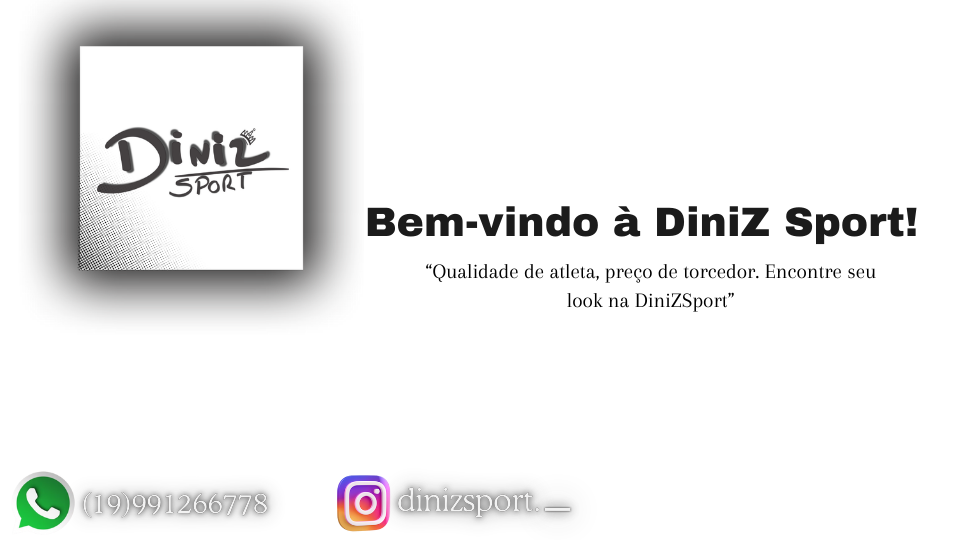 DiniZ
SPORT
Bem-vindo à DiniZ Sport!
“Qualidade de atleta, preço de torcedor. Encontre seu
look na DiniZSport”
(19)991266778
dinizsport.__